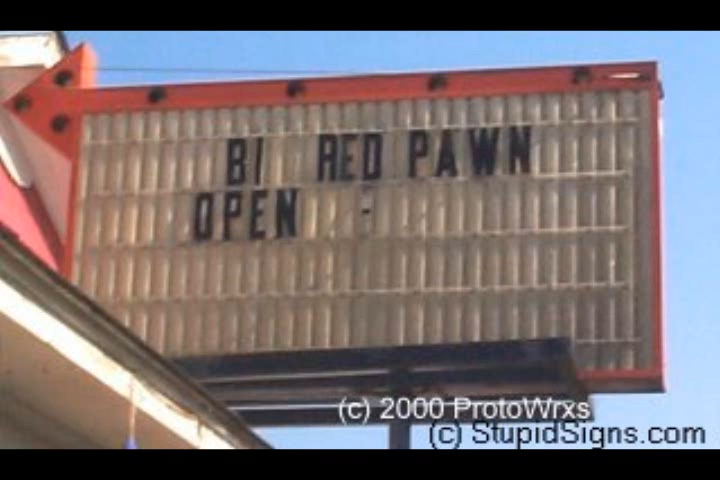 BI RED PAWN
OPEN -
(c) 2000 ProtoWrxs
(c) StupidSigns.com